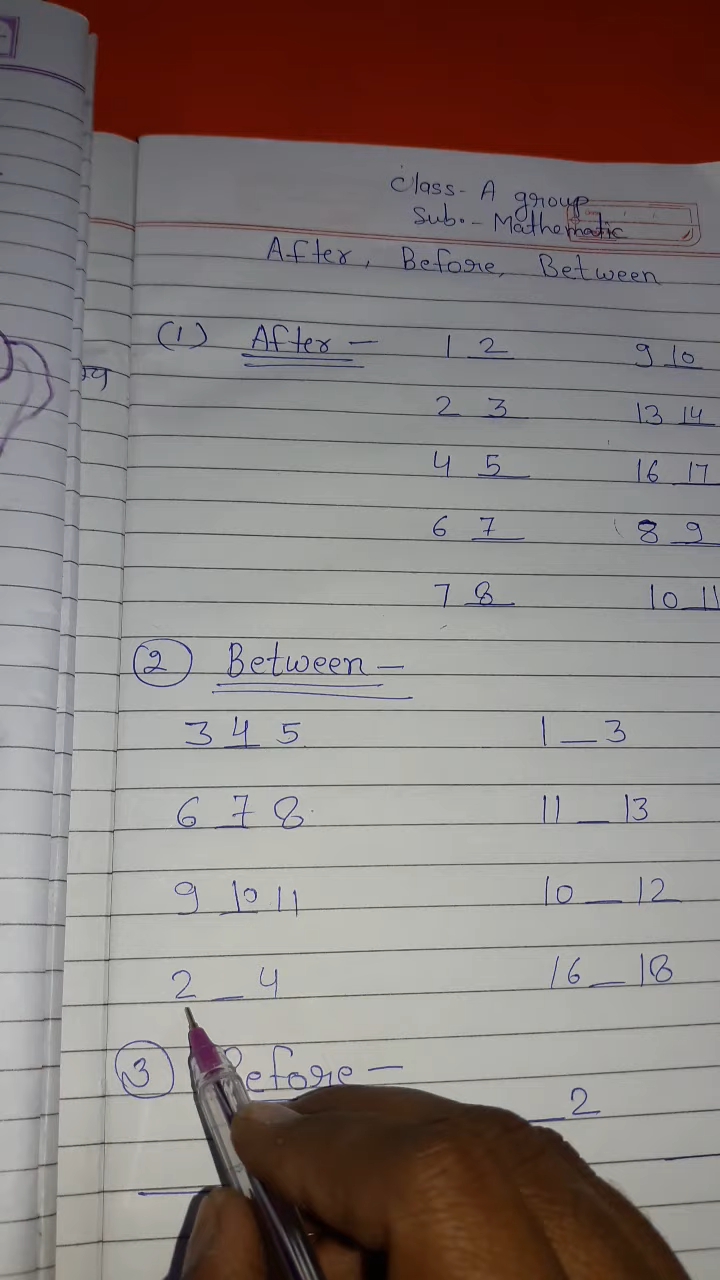 Class- A group
Sub.- Mathematic
After, Before, Between
(1) After - 1 2 9 10
2 3 13 14
4 5 16 17
6 7 8 9
7 8 10 11
2 Between -
3 4 5 1 _ 3
6 7 8 11 _ 13
9 10 11 10 _ 12
2 _ 4 16 _ 18
3 Before -
_ 2